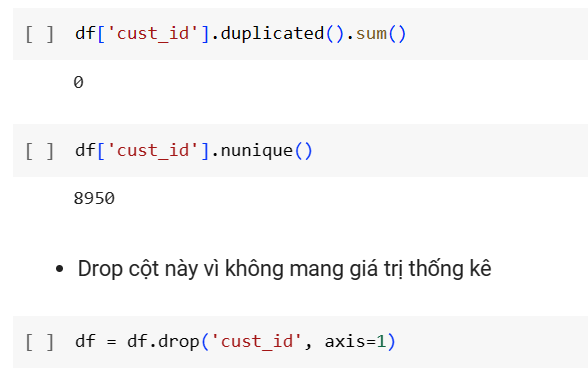 [ ] df['cust_id'].duplicated().sum()
0
[ ] df['cust_id'].nunique()
8950
• Drop cột này vì không mang giá trị thống kê
[ ] df = df.drop('cust_id', axis=1)